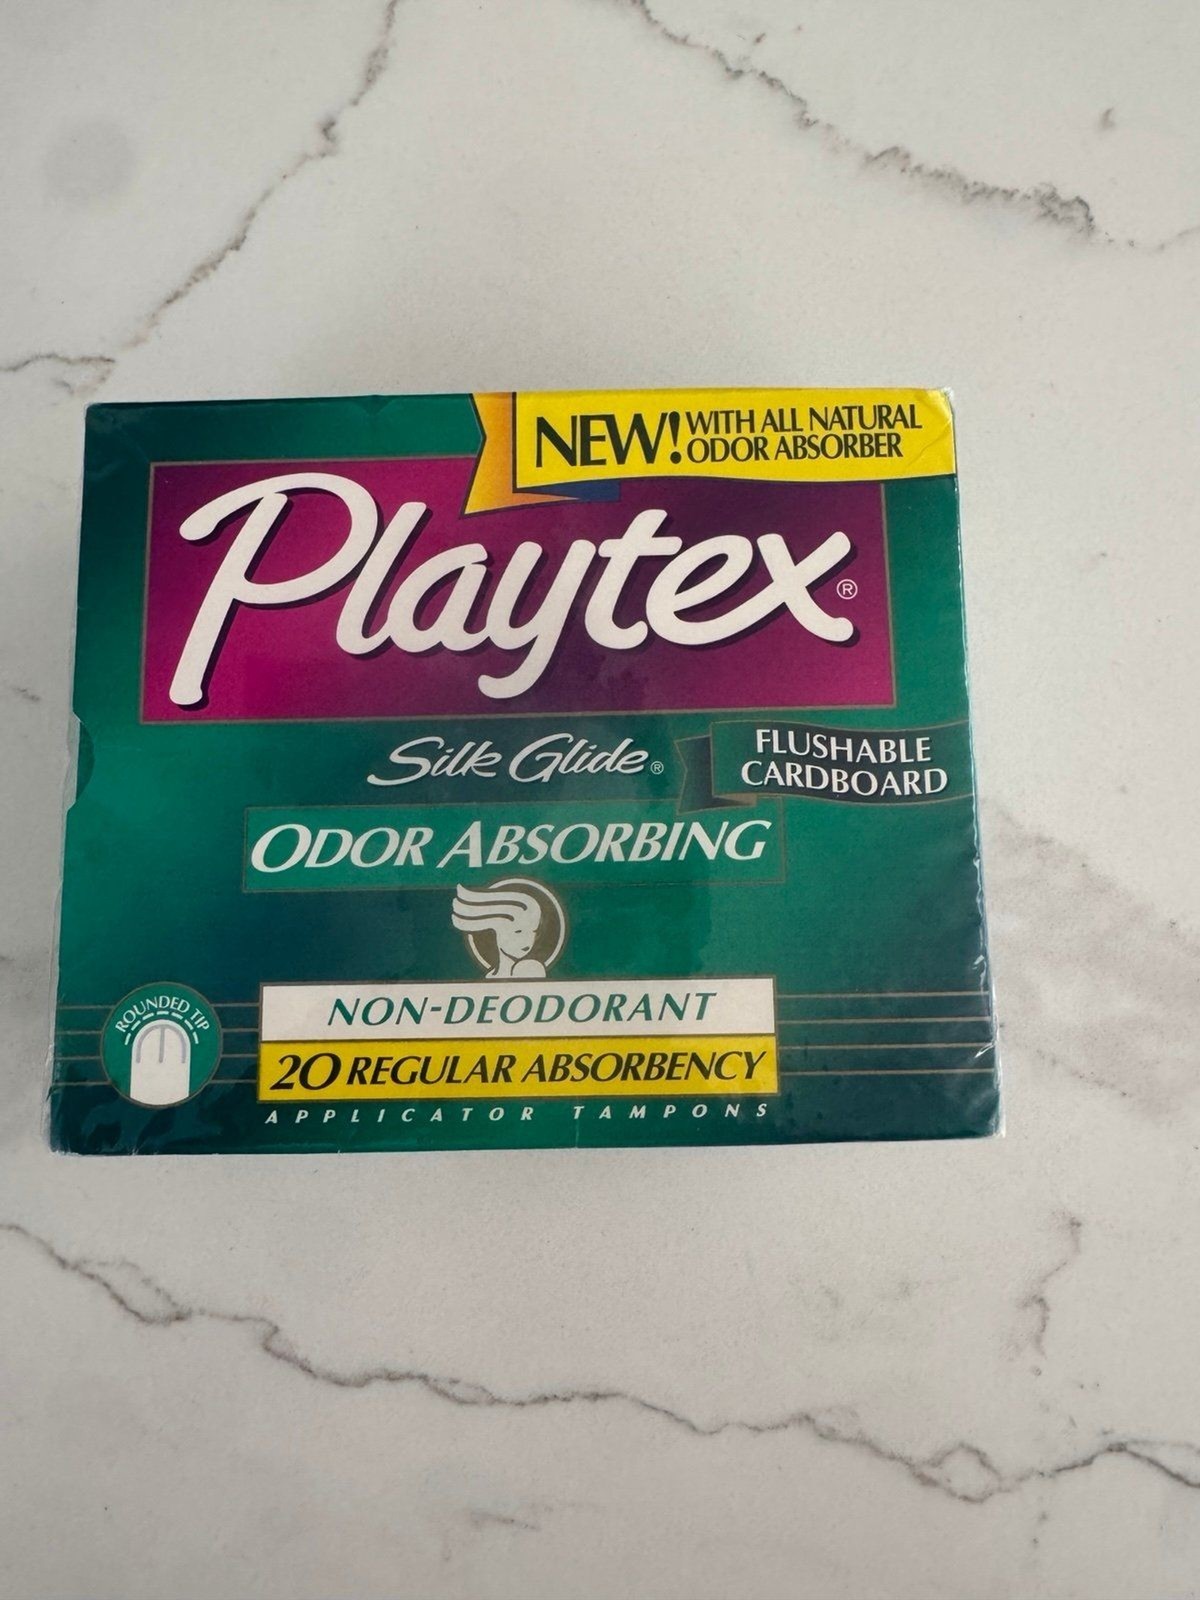 NEW! WITH ALL NATURAL
ODOR ABSORBER
Playtex®
Silk Glide®
FLUSHABLE
CARDBOARD
ODOR ABSORBING
ROUNDED TIP
NON-DEODORANT
20 REGULAR ABSORBENCY
APPLICATOR TAMPONS